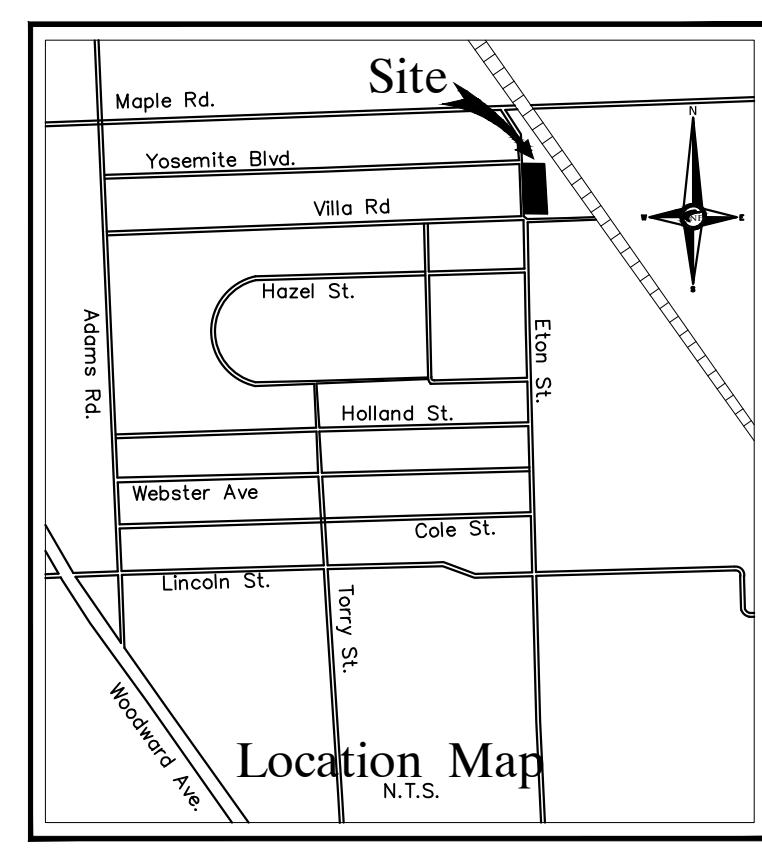 Site
Maple Rd.
N
Yosemite Blvd.
Villa Rd
W
E
S
Hazel St.
Adams Rd.
Eton St.
Holland St.
Webster Ave
Cole St.
Lincoln St.
Torry St.
Woodward Ave.
Location Map
N.T.S.